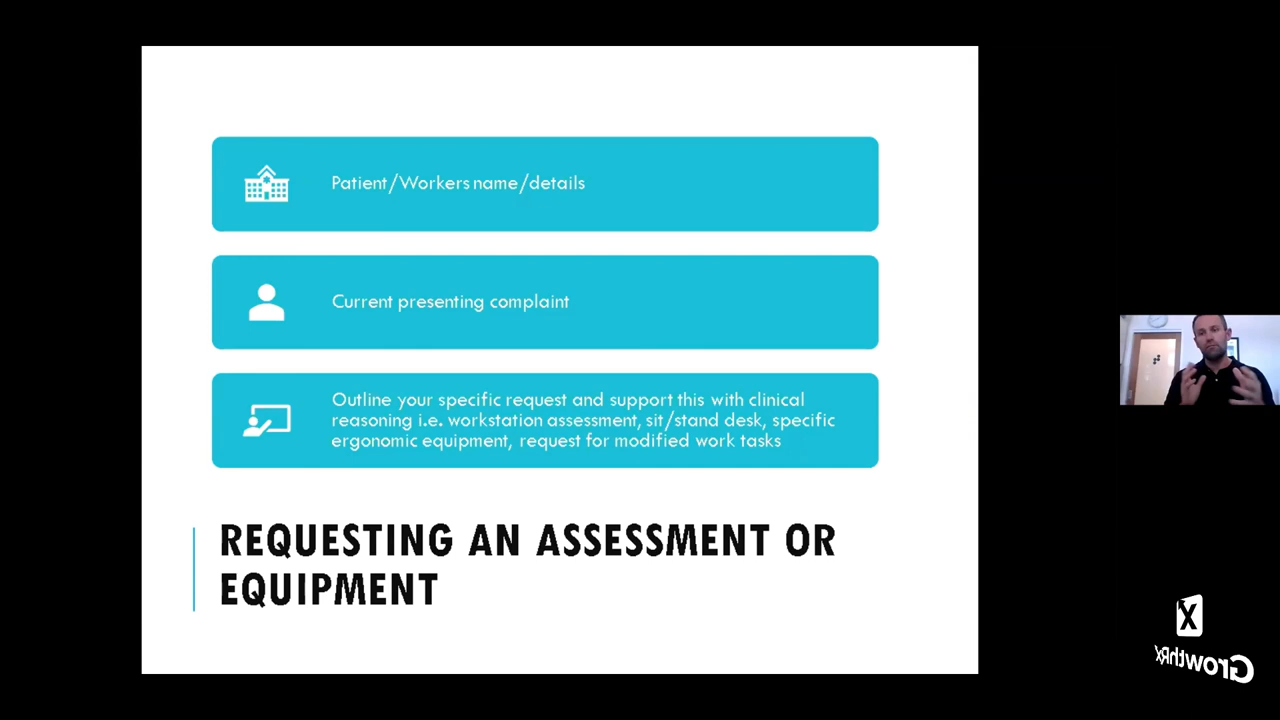 Patient/Workers name/details
Current presenting complaint
Outline your specific request and support this with clinical
reasoning i.e. workstation assessment, sit/stand desk, specific
ergonomic equipment, request for modified work tasks
REQUESTING AN ASSESSMENT OR
EQUIPMENT
X
GrowthRx